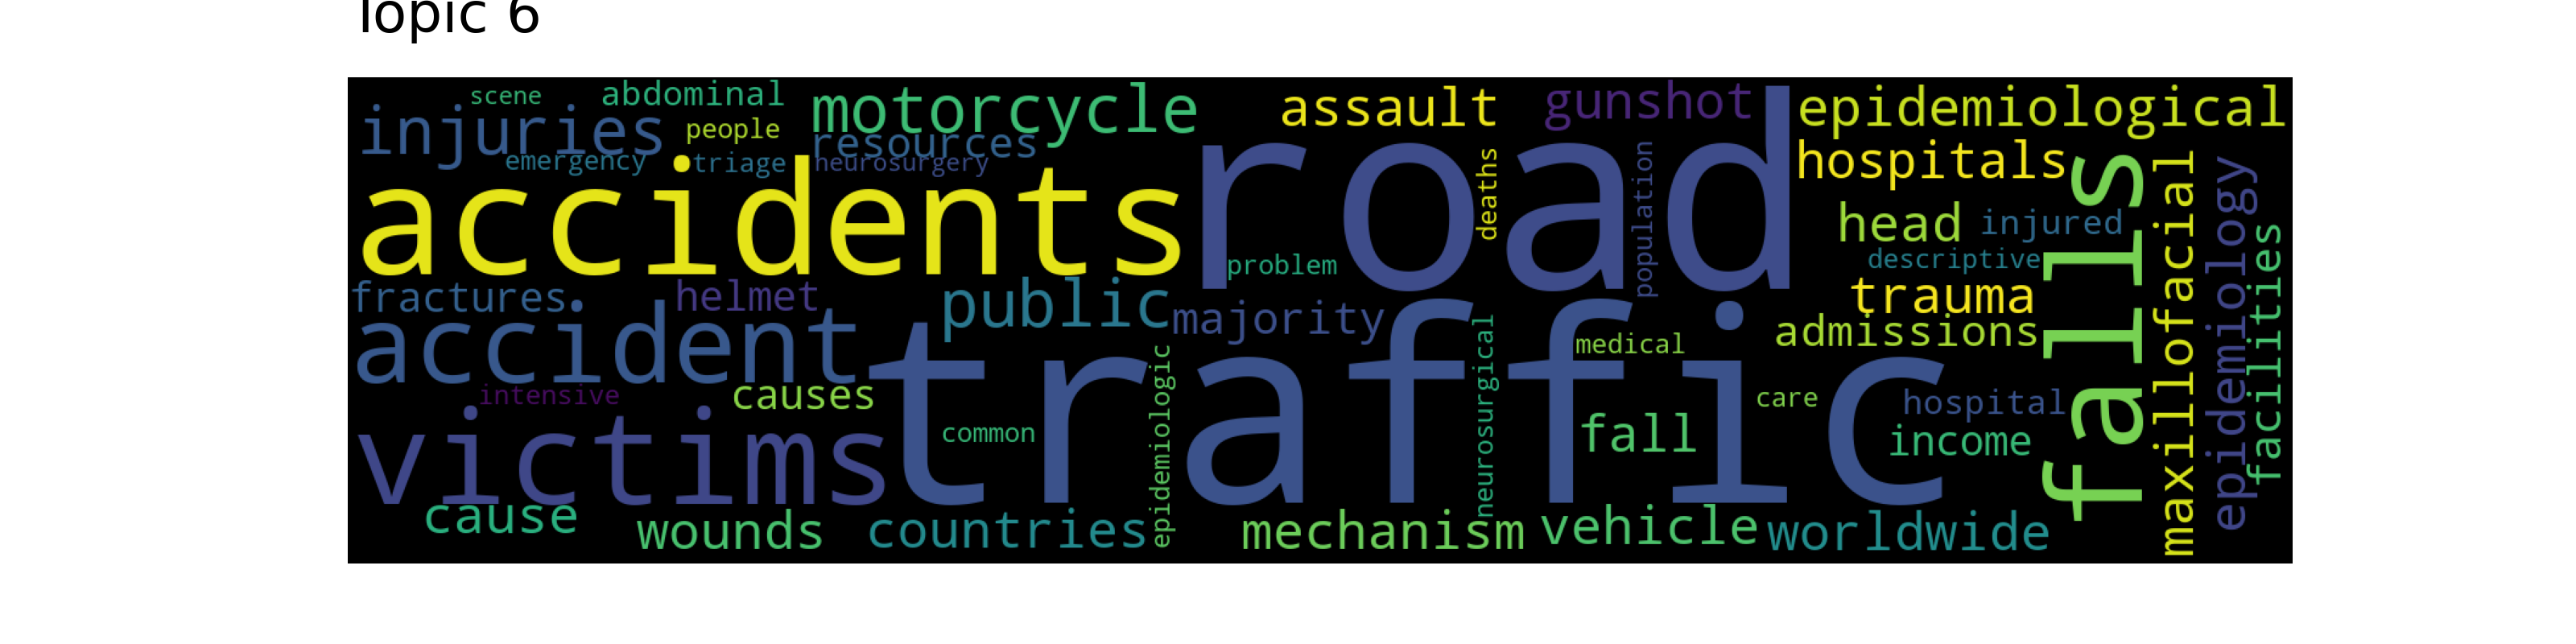 Topic 6
scene
abdominal
motorcycle
assault
gunshot
epidemiological
injuries
people
resources
hospitals
emergency
triage
neurosurgery
accidents
road
deaths
population
falls
maxillofacial
epidemiology
facilities
head
injured
problem
descriptive
fractures
helmet
public
majority
trauma
admissions
accident
traffic
medical
intensive
causes
care
hospital
victims
common
epidemiologic
neurosurgical
fall
income
cause
wounds
countries
mechanism
vehicle
worldwide